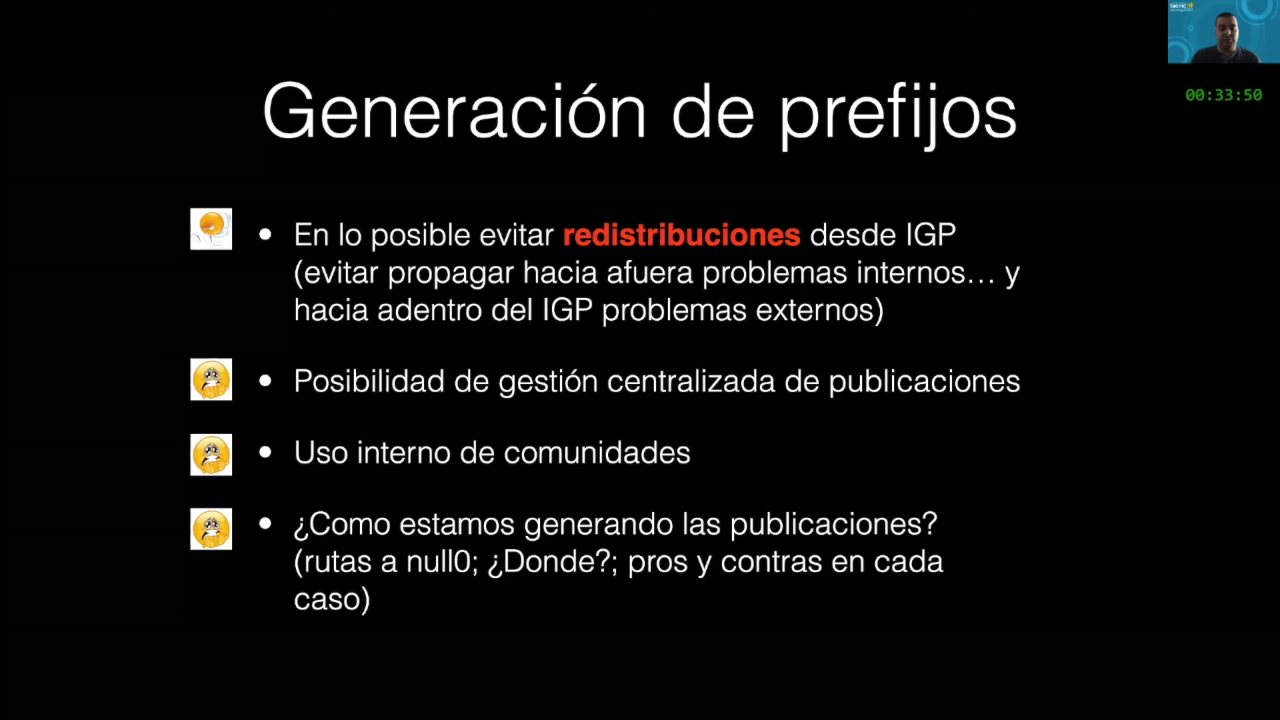 Generación de prefijos
00:33:50
• En lo posible evitar redistribuciones desde IGP
(evitar propagar hacia afuera problemas internos… y
hacia adentro del IGP problemas externos)
• Posibilidad de gestión centralizada de publicaciones
• Uso interno de comunidades
• ¿Como estamos generando las publicaciones?
(rutas a null0; ¿Donde?; pros y contras en cada
caso)